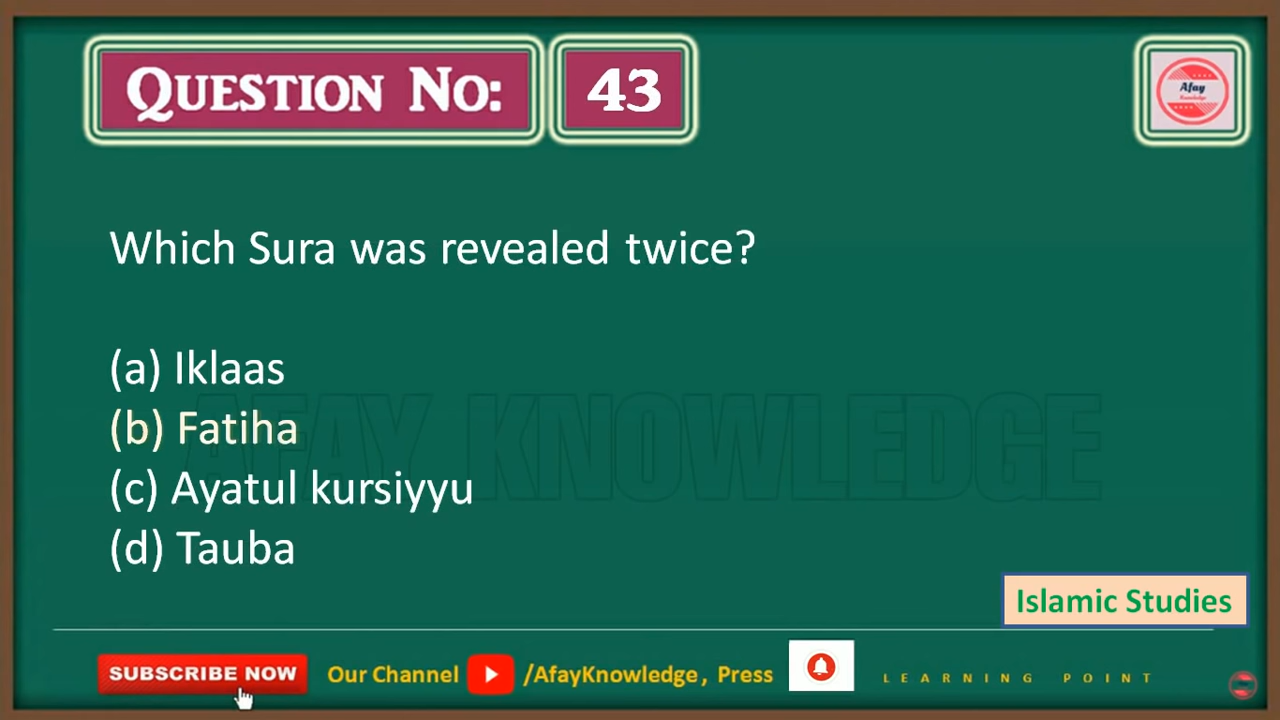 QUESTION NO: 43
Afay
Knowledge
Which Sura was revealed twice?
(a) Iklaas
(b) Fatiha
(c) Ayatul kursiyyu
(d) Tauba
AFAY KNOWLEDGE
Islamic Studies
SUBSCRIBE NOW Our Channel /AfayKnowledge, Press LEARNING POINT